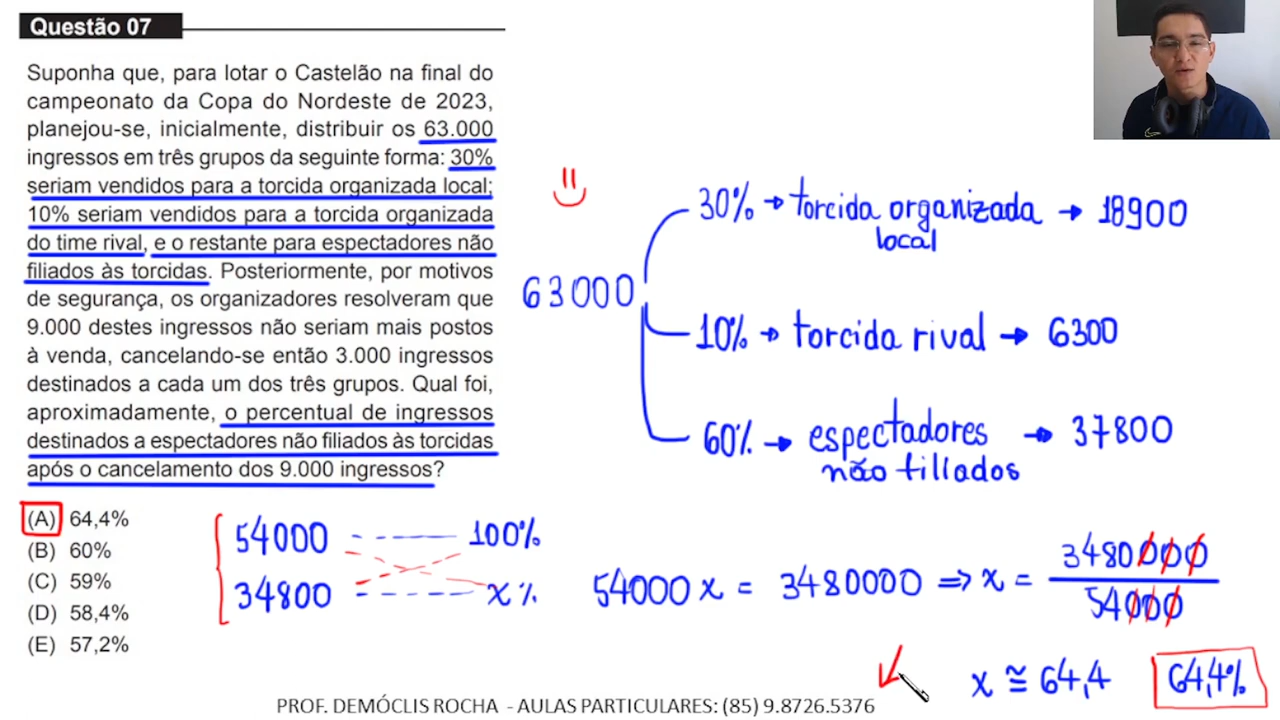 Questão 07
Suponha que, para lotar o Castelão na final do
campeonato da Copa do Nordeste de 2023,
planejou-se, inicialmente, distribuir os 63.000
ingressos em três grupos da seguinte forma: 30%
seriam vendidos para a torcida organizada local;
10% seriam vendidos para a torcida organizada
do time rival, e o restante para espectadores não
filiados às torcidas. Posteriormente, por motivos
de segurança, os organizadores resolveram que
9.000 destes ingressos não seriam mais postos
à venda, cancelando-se então 3.000 ingressos
destinados a cada um dos três grupos. Qual foi,
aproximadamente, o percentual de ingressos
destinados a espectadores não filiados às torcidas
após o cancelamento dos 9.000 ingressos?
(A) 64,4%
(B) 60%
(C) 59%
(D) 58,4%
(E) 57,2%
63000
30% → torcida organizada local → 18900
10% → torcida rival → 6300
60% → espectadores não filiados → 37800
54000 100%
34800 x%
54000 x = 3480000 ⇒ x = 3480000
54000
x ≅ 64,4 64,4%
PROF. DEMÓCLIS ROCHA - AULAS PARTICULARES: (85) 9.8726.5376